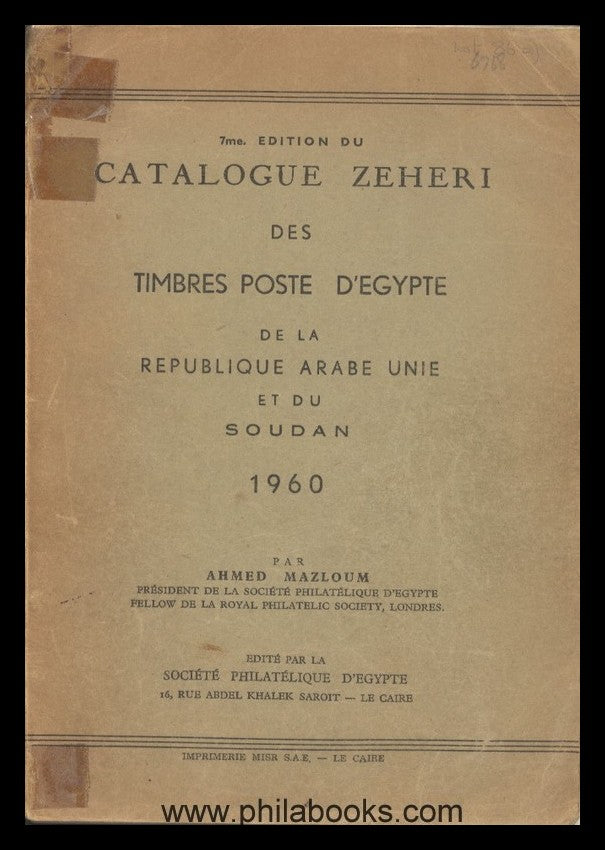 7me. EDITION DU
CATALOGUE ZEHERI
DES
TIMBRES POSTE D'EGYPTE
DE LA
REPUBLIQUE ARABE UNIE
ET DU
SOUDAN
1960
PAR
AHMED MAZLOUM
PRÉSIDENT DE LA SOCIÉTÉ PHILATÉLIQUE D'EGYPTE
FELLOW DE LA ROYAL PHILATELIC SOCIETY, LONDRES.
EDITÉ PAR LA
SOCIÉTÉ PHILATÉLIQUE D'EGYPTE
16, RUE ABDEL KHALEK SAROIT — LE CAIRE
IMPRIMERIE MISR S.A.E. — LE CAIRE
www.philabooks.com